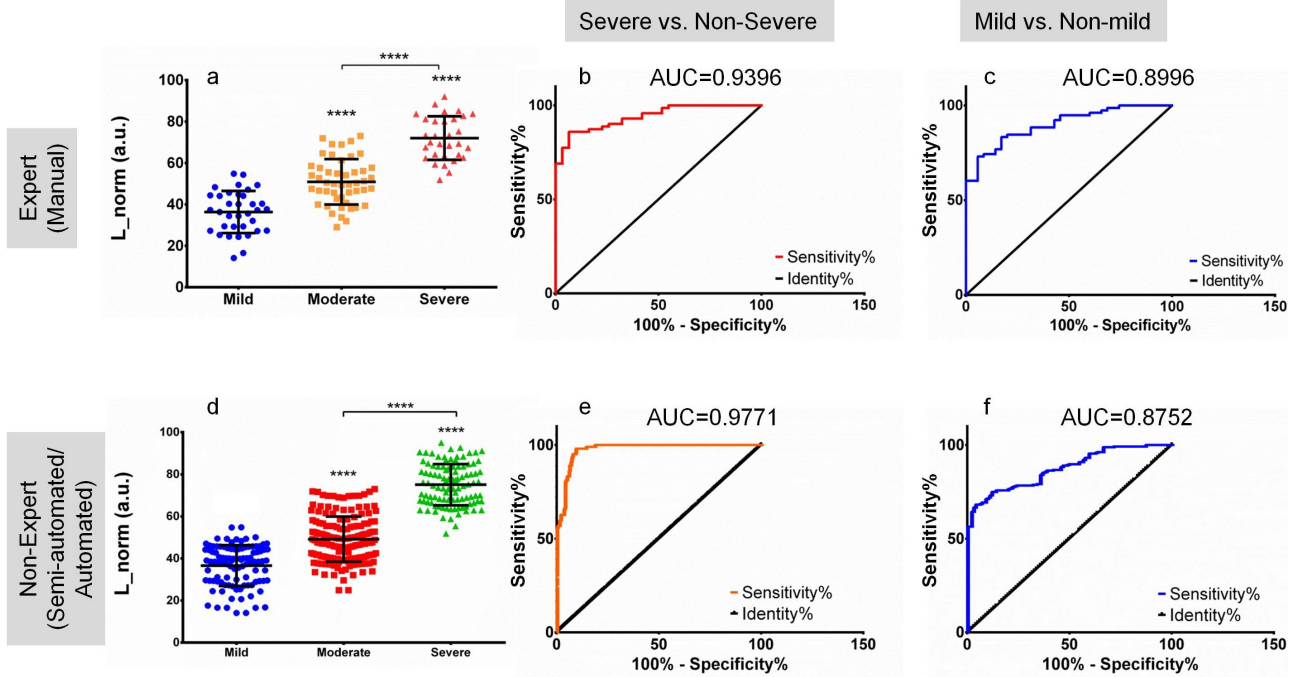 Severe vs. Non-Severe
Mild vs. Non-mild
Expert
(Manual)
a
****
****
****
100
80
60
40
20
0
L_norm (a.u.)
Mild
Moderate
Severe
b
AUC=0.9396
100
50
0
Sensitivity%
Sensitivity%
Identity%
0
50
100
150
100% - Specificity%
c
AUC=0.8996
100
50
0
Sensitivity%
Sensitivity%
Identity%
0
50
100
150
100% - Specificity%
Non-Expert
(Semi-automated/
Automated)
d
****
****
****
100
80
60
40
20
0
L_norm (a.u.)
Mild
Moderate
Severe
e
AUC=0.9771
100
50
0
Sensitivity%
Sensitivity%
Identity%
0
50
100
150
100% - Specificity%
f
AUC=0.8752
100
50
0
Sensitivity%
Sensitivity%
Identity%
0
50
100
150
100% - Specificity%